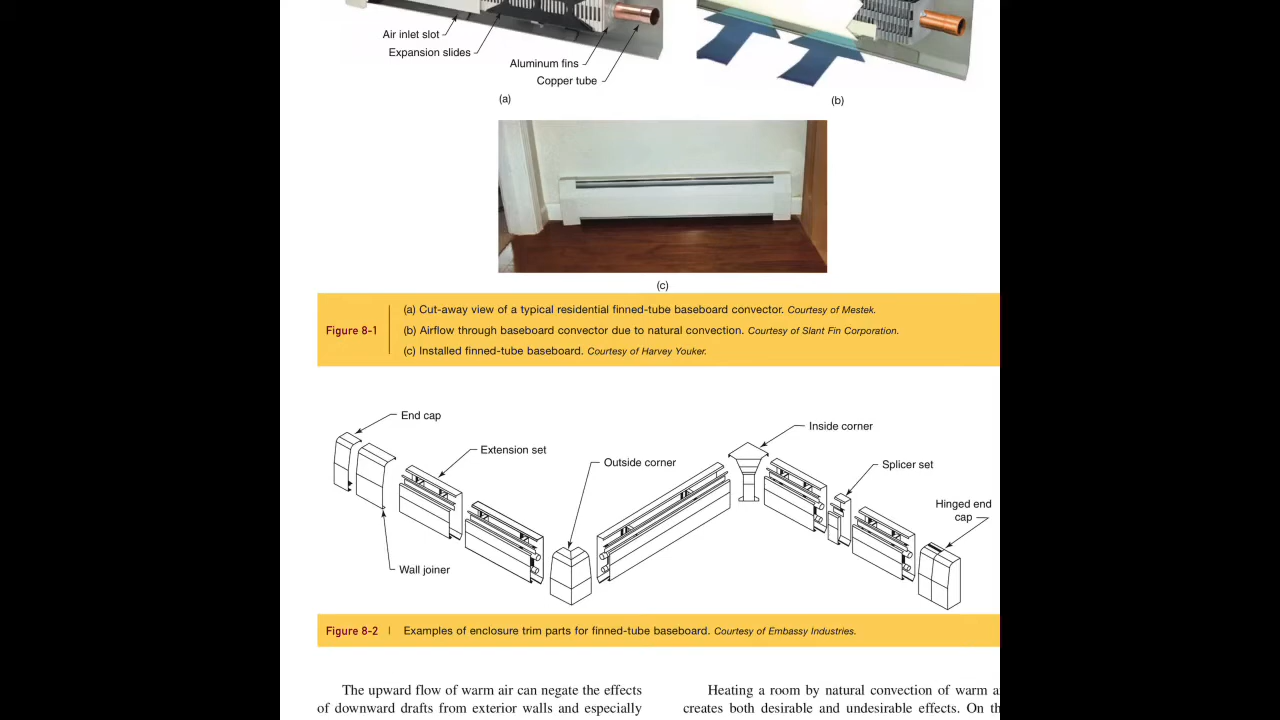 Air inlet slot
Expansion slides
Aluminum fins
Copper tube
(a)
(b)
(c)
Figure 8-1
(a) Cut-away view of a typical residential finned-tube baseboard convector. Courtesy of Mestek.
(b) Airflow through baseboard convector due to natural convection. Courtesy of Slant Fin Corporation.
(c) Installed finned-tube baseboard. Courtesy of Harvey Youker.
End cap
Extension set
Outside corner
Inside corner
Splicer set
Hinged end
cap
Wall joiner
Figure 8-2
Examples of enclosure trim parts for finned-tube baseboard. Courtesy of Embassy Industries.
The upward flow of warm air can negate the effects
of downward drafts from exterior walls and especially
Heating a room by natural convection of warm
creates both desirable and undesirable effects. On